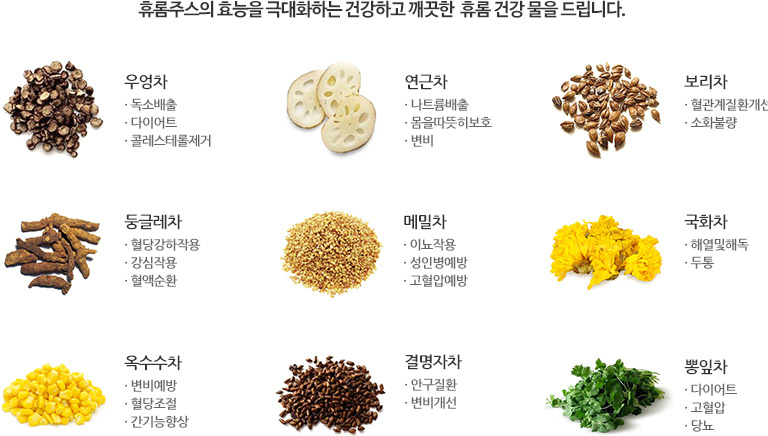 휴롬주스의 효능을 극대화하는 건강하고 깨끗한 휴롬 건강 물을 드립니다.
우엉차
· 독소배출
· 다이어트
· 콜레스테롤제거
연근차
· 나트륨배출
· 몸을따뜻히보호
· 변비
보리차
· 혈관계질환개선
· 소화불량
둥글레차
· 혈당강하작용
· 강심작용
· 혈액순환
메밀차
· 이뇨작용
· 성인병예방
· 고혈압예방
국화차
· 해열및해독
· 두통
옥수수차
· 변비예방
· 혈당조절
· 간기능향상
결명자차
· 안구질환
· 변비개선
뽕잎차
· 다이어트
· 고혈압
· 당뇨